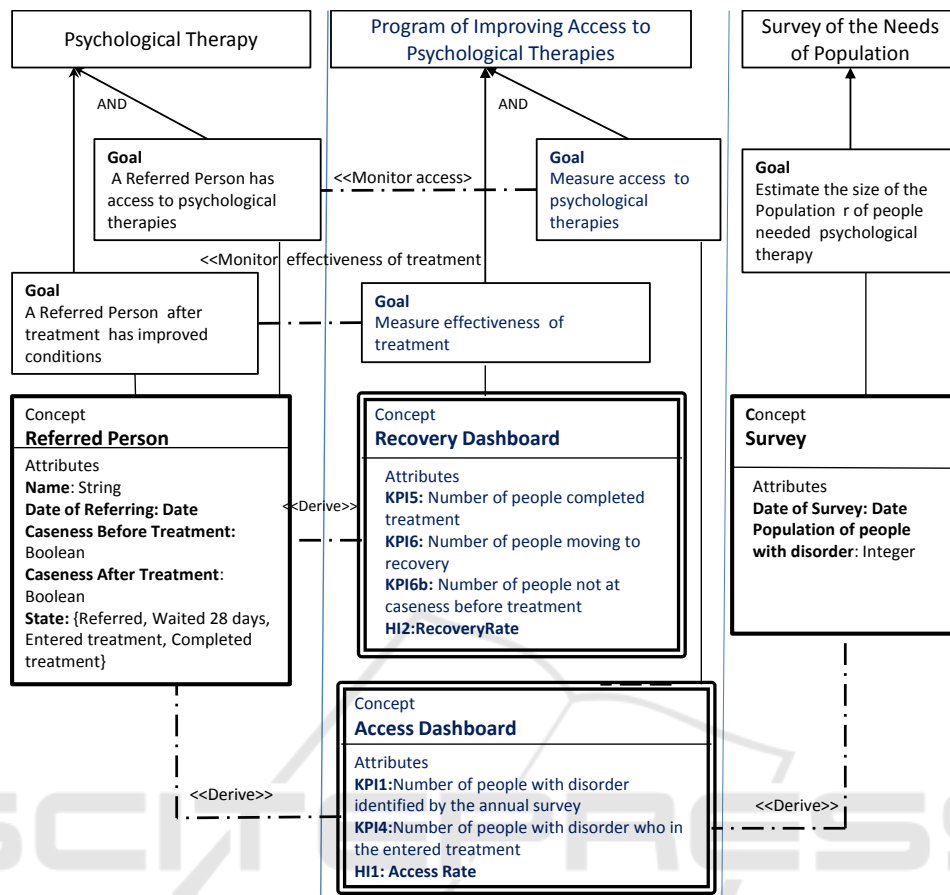 Psychological Therapy
Program of Improving Access to
Psychological Therapies
Survey of the Needs
of Population
AND
AND
Goal
A Referred Person has
access to psychological
therapies
<<Monitor access>
Goal
Measure access to
psychological
therapies
Goal
Estimate the size of the
Population r of people
needed psychological
therapy
<<Monitor effectiveness of treatment
Goal
A Referred Person after
treatment has improved
conditions
Goal
Measure effectiveness of
treatment
Concept
Referred Person
Attributes
Name: String
Date of Referring: Date
Caseness Before Treatment:
Boolean
Caseness After Treatment:
Boolean
State: {Referred, Waited 28 days,
Entered treatment, Completed
treatment}
<<Derive>>
Concept
Recovery Dashboard
Attributes
KPI5: Number of people completed
treatment
KPI6: Number of people moving to
recovery
KPI6b: Number of people not at
caseness before treatment
HI2:RecoveryRate
Concept
Survey
Attributes
Date of Survey: Date
Population of people
with disorder: Integer
<<Derive>>
Concept
Access Dashboard
Attributes
KPI1:Number of people with disorder
identified by the annual survey
KPI4:Number of people with disorder who in
the entered treatment
HI1: Access Rate
<<Derive>>
SCITEPRESS